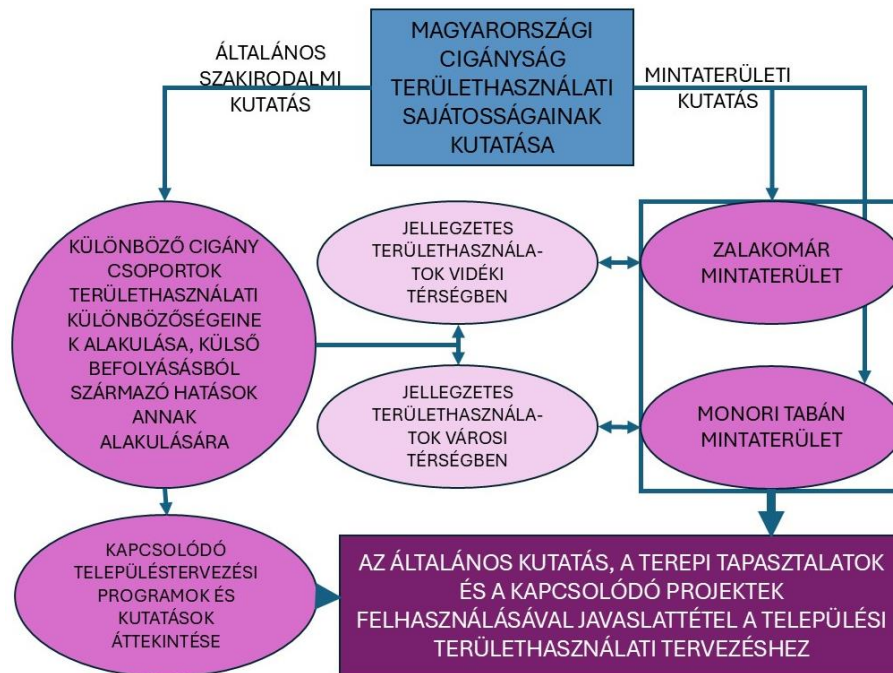 MAGYARORSZÁGI
CIGÁNYSÁG
TERÜLETHASZNÁLATI
SAJÁTOSSÁGAINAK
KUTATÁSA
ÁLTALÁNOS
SZAKIRODALMI
KUTATÁS
MINTATERÜLETI
KUTATÁS
KÜLÖNBÖZŐ CIGÁNY
CSOPORTOK
TERÜLETHASZNÁLATI
KÜLÖNBÖZŐSÉGEINE
K ALAKULÁSA, KÜLSŐ
BEFOLYÁSÁSBÓL
SZÁRMAZÓ HATÁSOK
ANNAK
ALAKULÁSÁRA
JELLEGZETES
TERÜLETHASZNÁLA-
TOK VIDÉKI
TÉRSÉGBEN
ZALAKOMÁR
MINTATERÜLET
JELLEGZETES
TERÜLETHASZNÁLA-
TOK VÁROSI
TÉRSÉGBEN
MONORI TABÁN
MINTATERÜLET
KAPCSOLÓDÓ
TELEPÜLÉSTERVEZÉSI
PROGRAMOK ÉS
KUTATÁSOK
ÁTTEKINTÉSE
AZ ÁLTALÁNOS KUTATÁS, A TEREPI TAPASZTALATOK
ÉS A KAPCSOLÓDÓ PROJEKTEK
FELHASZNÁLÁSÁVAL JAVASLATTÉTEL A TELEPÜLÉSI
TERÜLETHASZNÁLATI TERVEZÉSHEZ